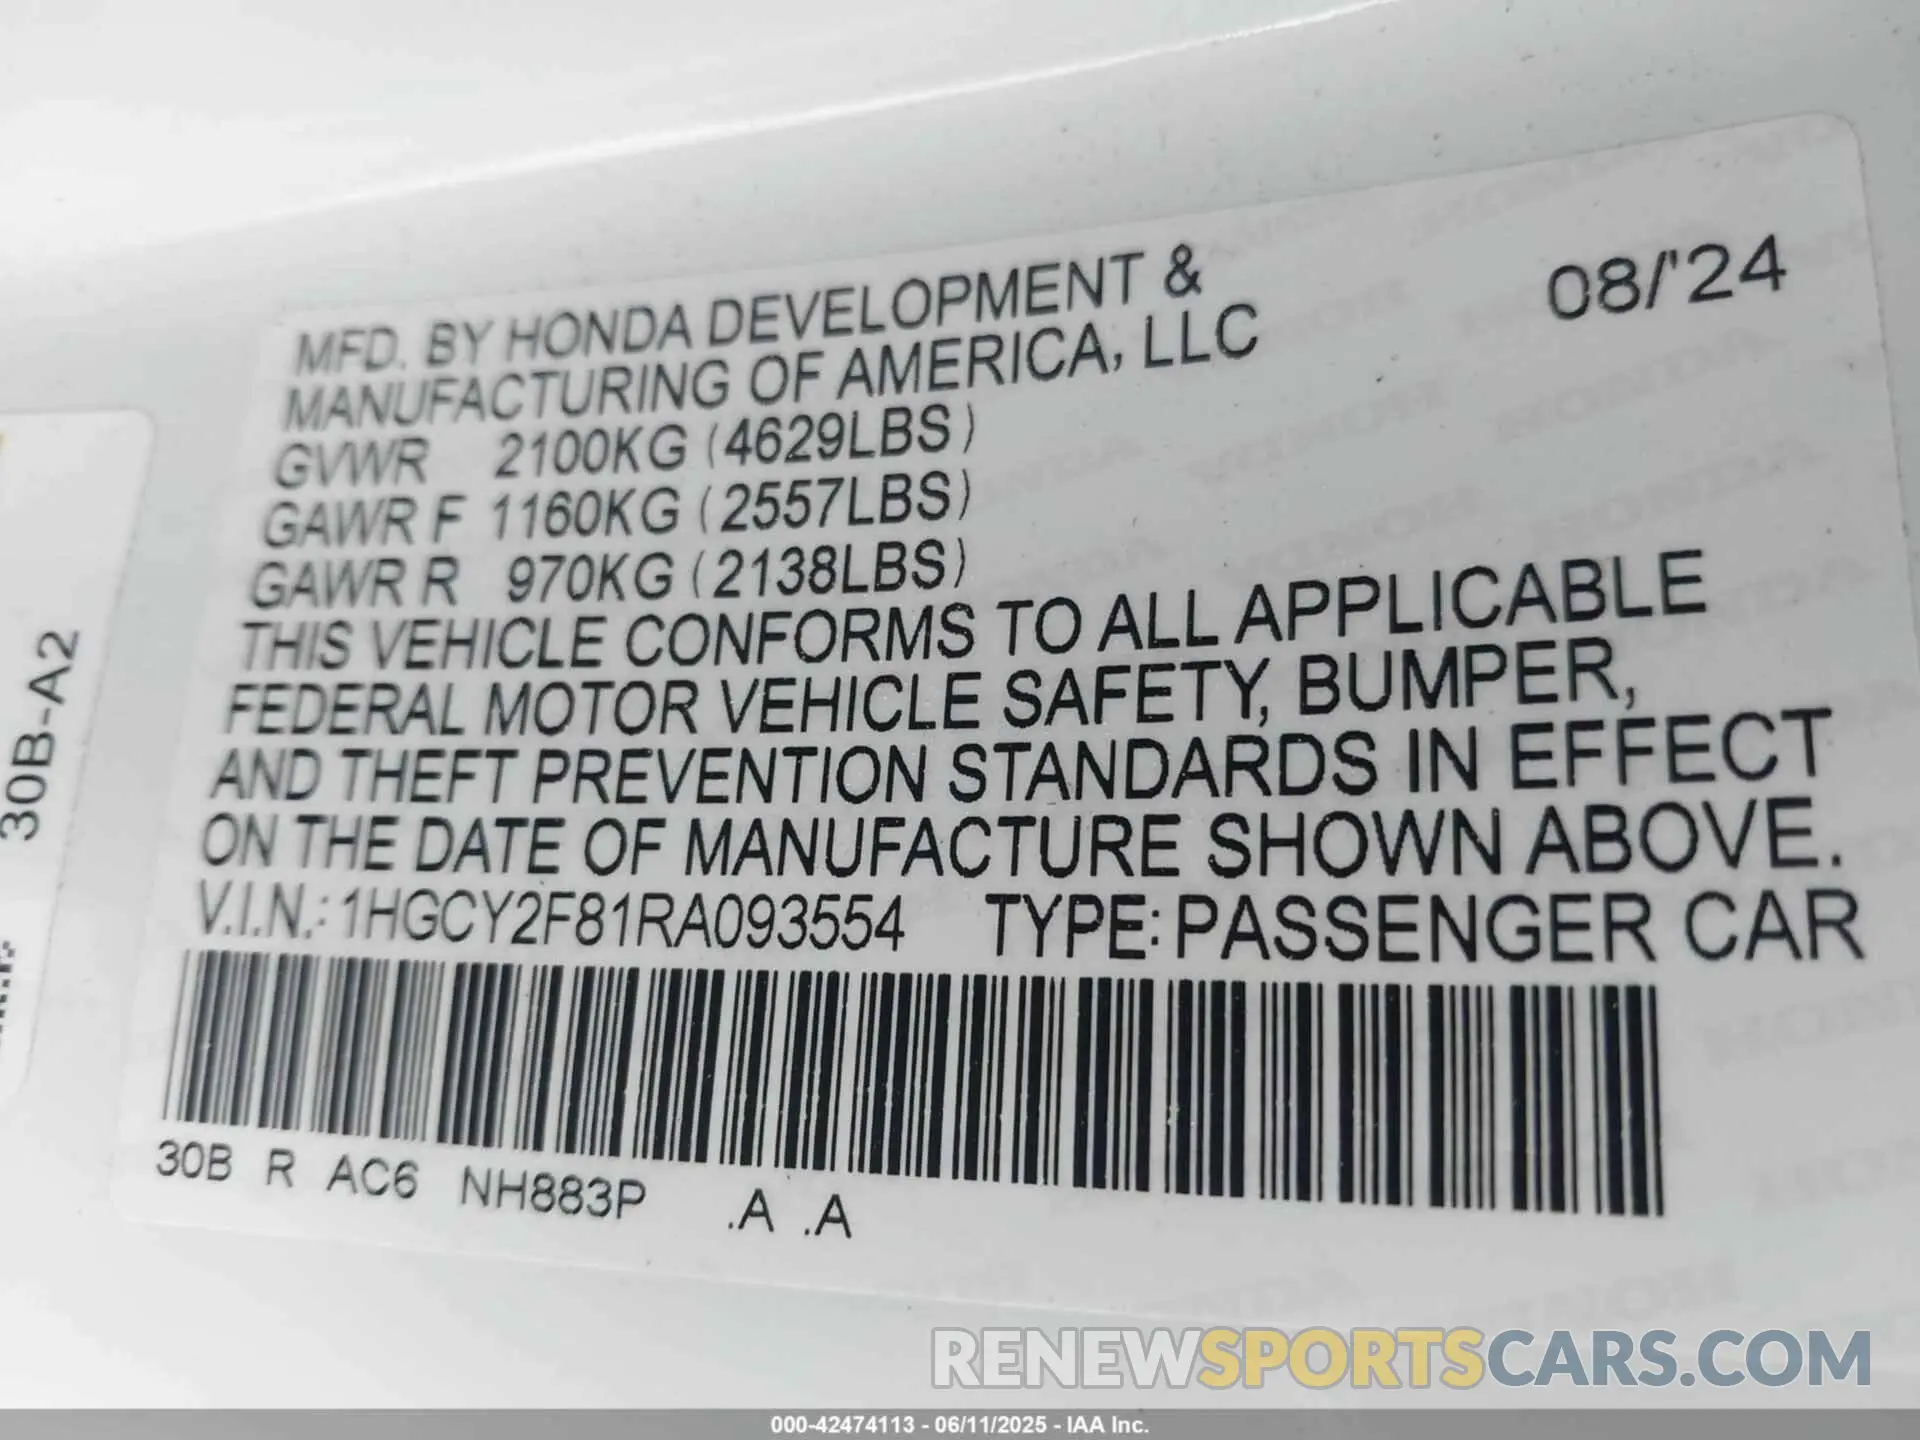 MFD. BY HONDA DEVELOPMENT &
MANUFACTURING OF AMERICA, LLC
08/'24
GVWR 2100KG (4629LBS)
GAWR F 1160KG (2557LBS)
GAWR R 970KG (2138LBS)
THIS VEHICLE CONFORMS TO ALL APPLICABLE
FEDERAL MOTOR VEHICLE SAFETY, BUMPER,
AND THEFT PREVENTION STANDARDS IN EFFECT
ON THE DATE OF MANUFACTURE SHOWN ABOVE.
V.I.N.: 1HGCY2F81RA093554 TYPE: PASSENGER CAR
30B R AC6 NH883P .A .A
30B-A2
RENEWSPORTSCARS.COM
000-42474113 - 06/11/2025 - IAA Inc.